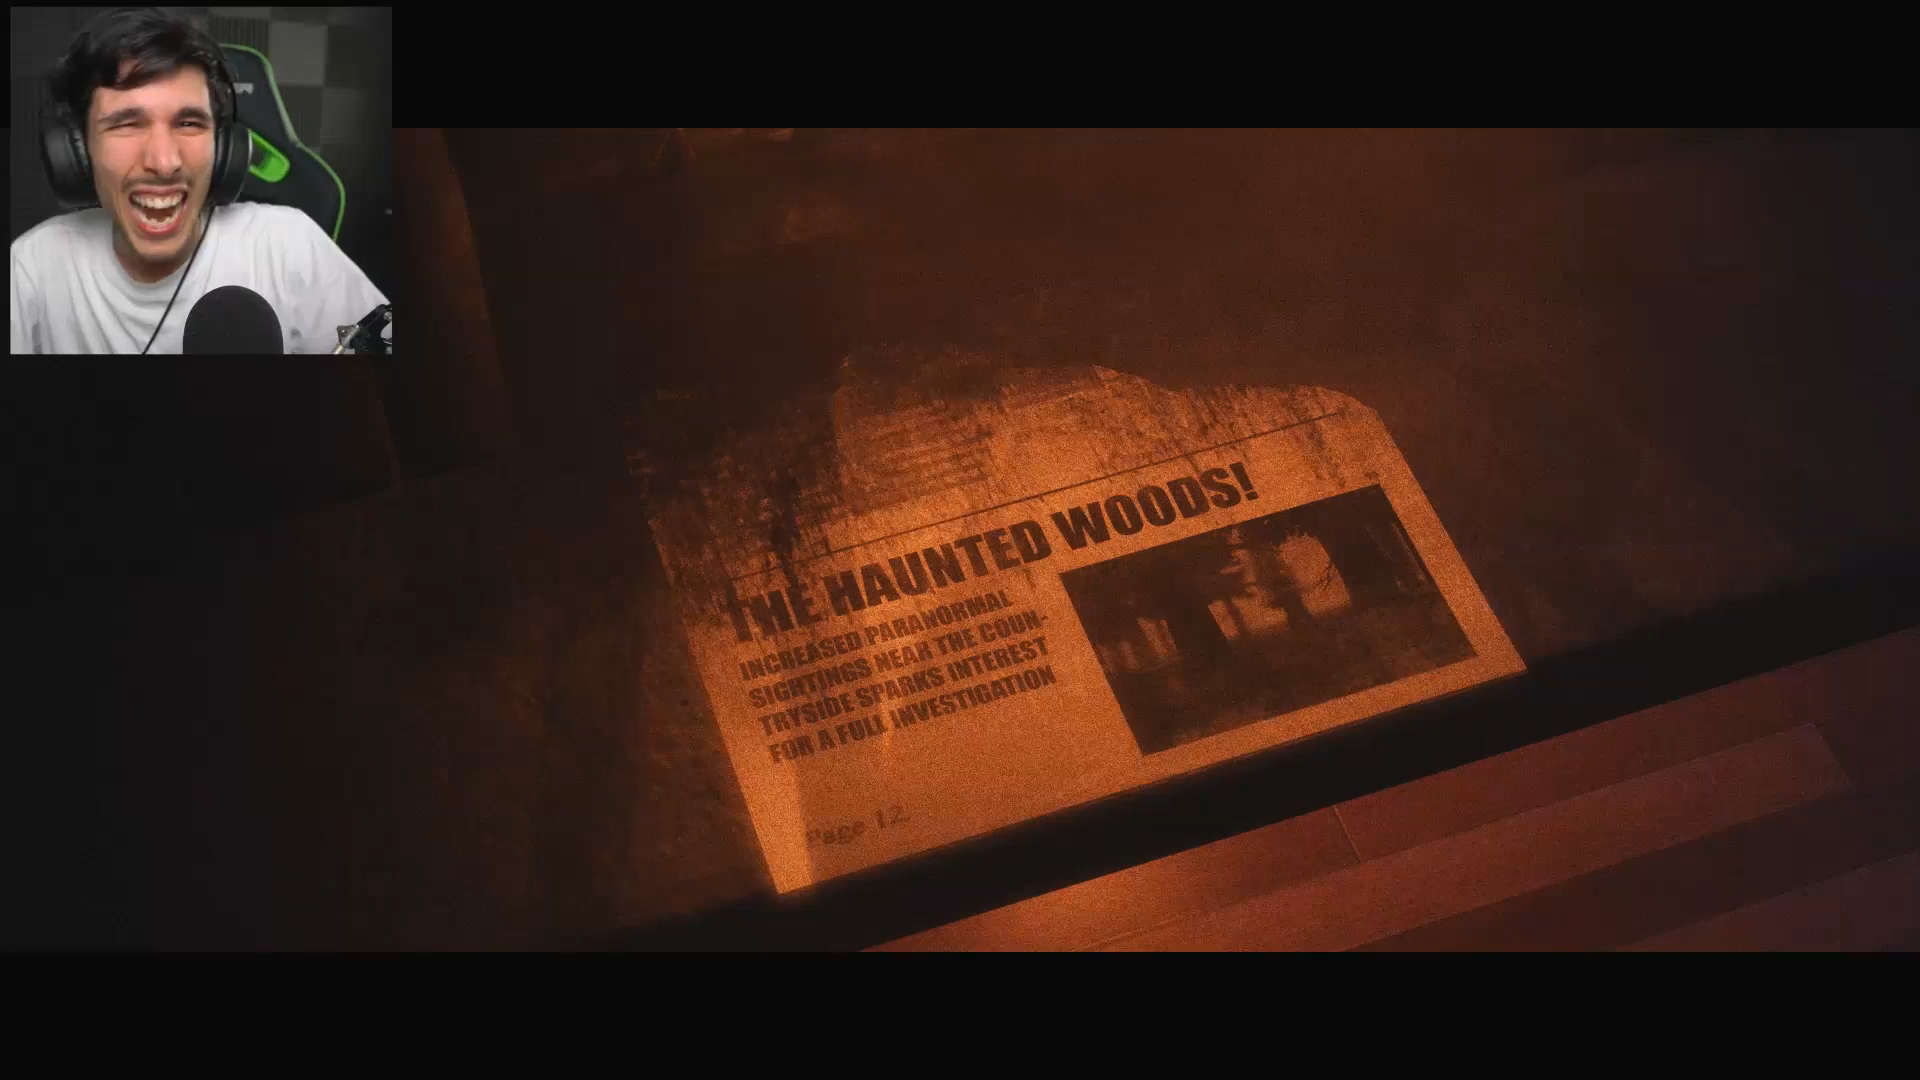 THE HAUNTED WOODS!
INCREASED PARANORMAL
SIGHTINGS NEAR THE COUN-
TRYSIDE SPARKS INTEREST
FOR A FULL INVESTIGATION
Page 12.